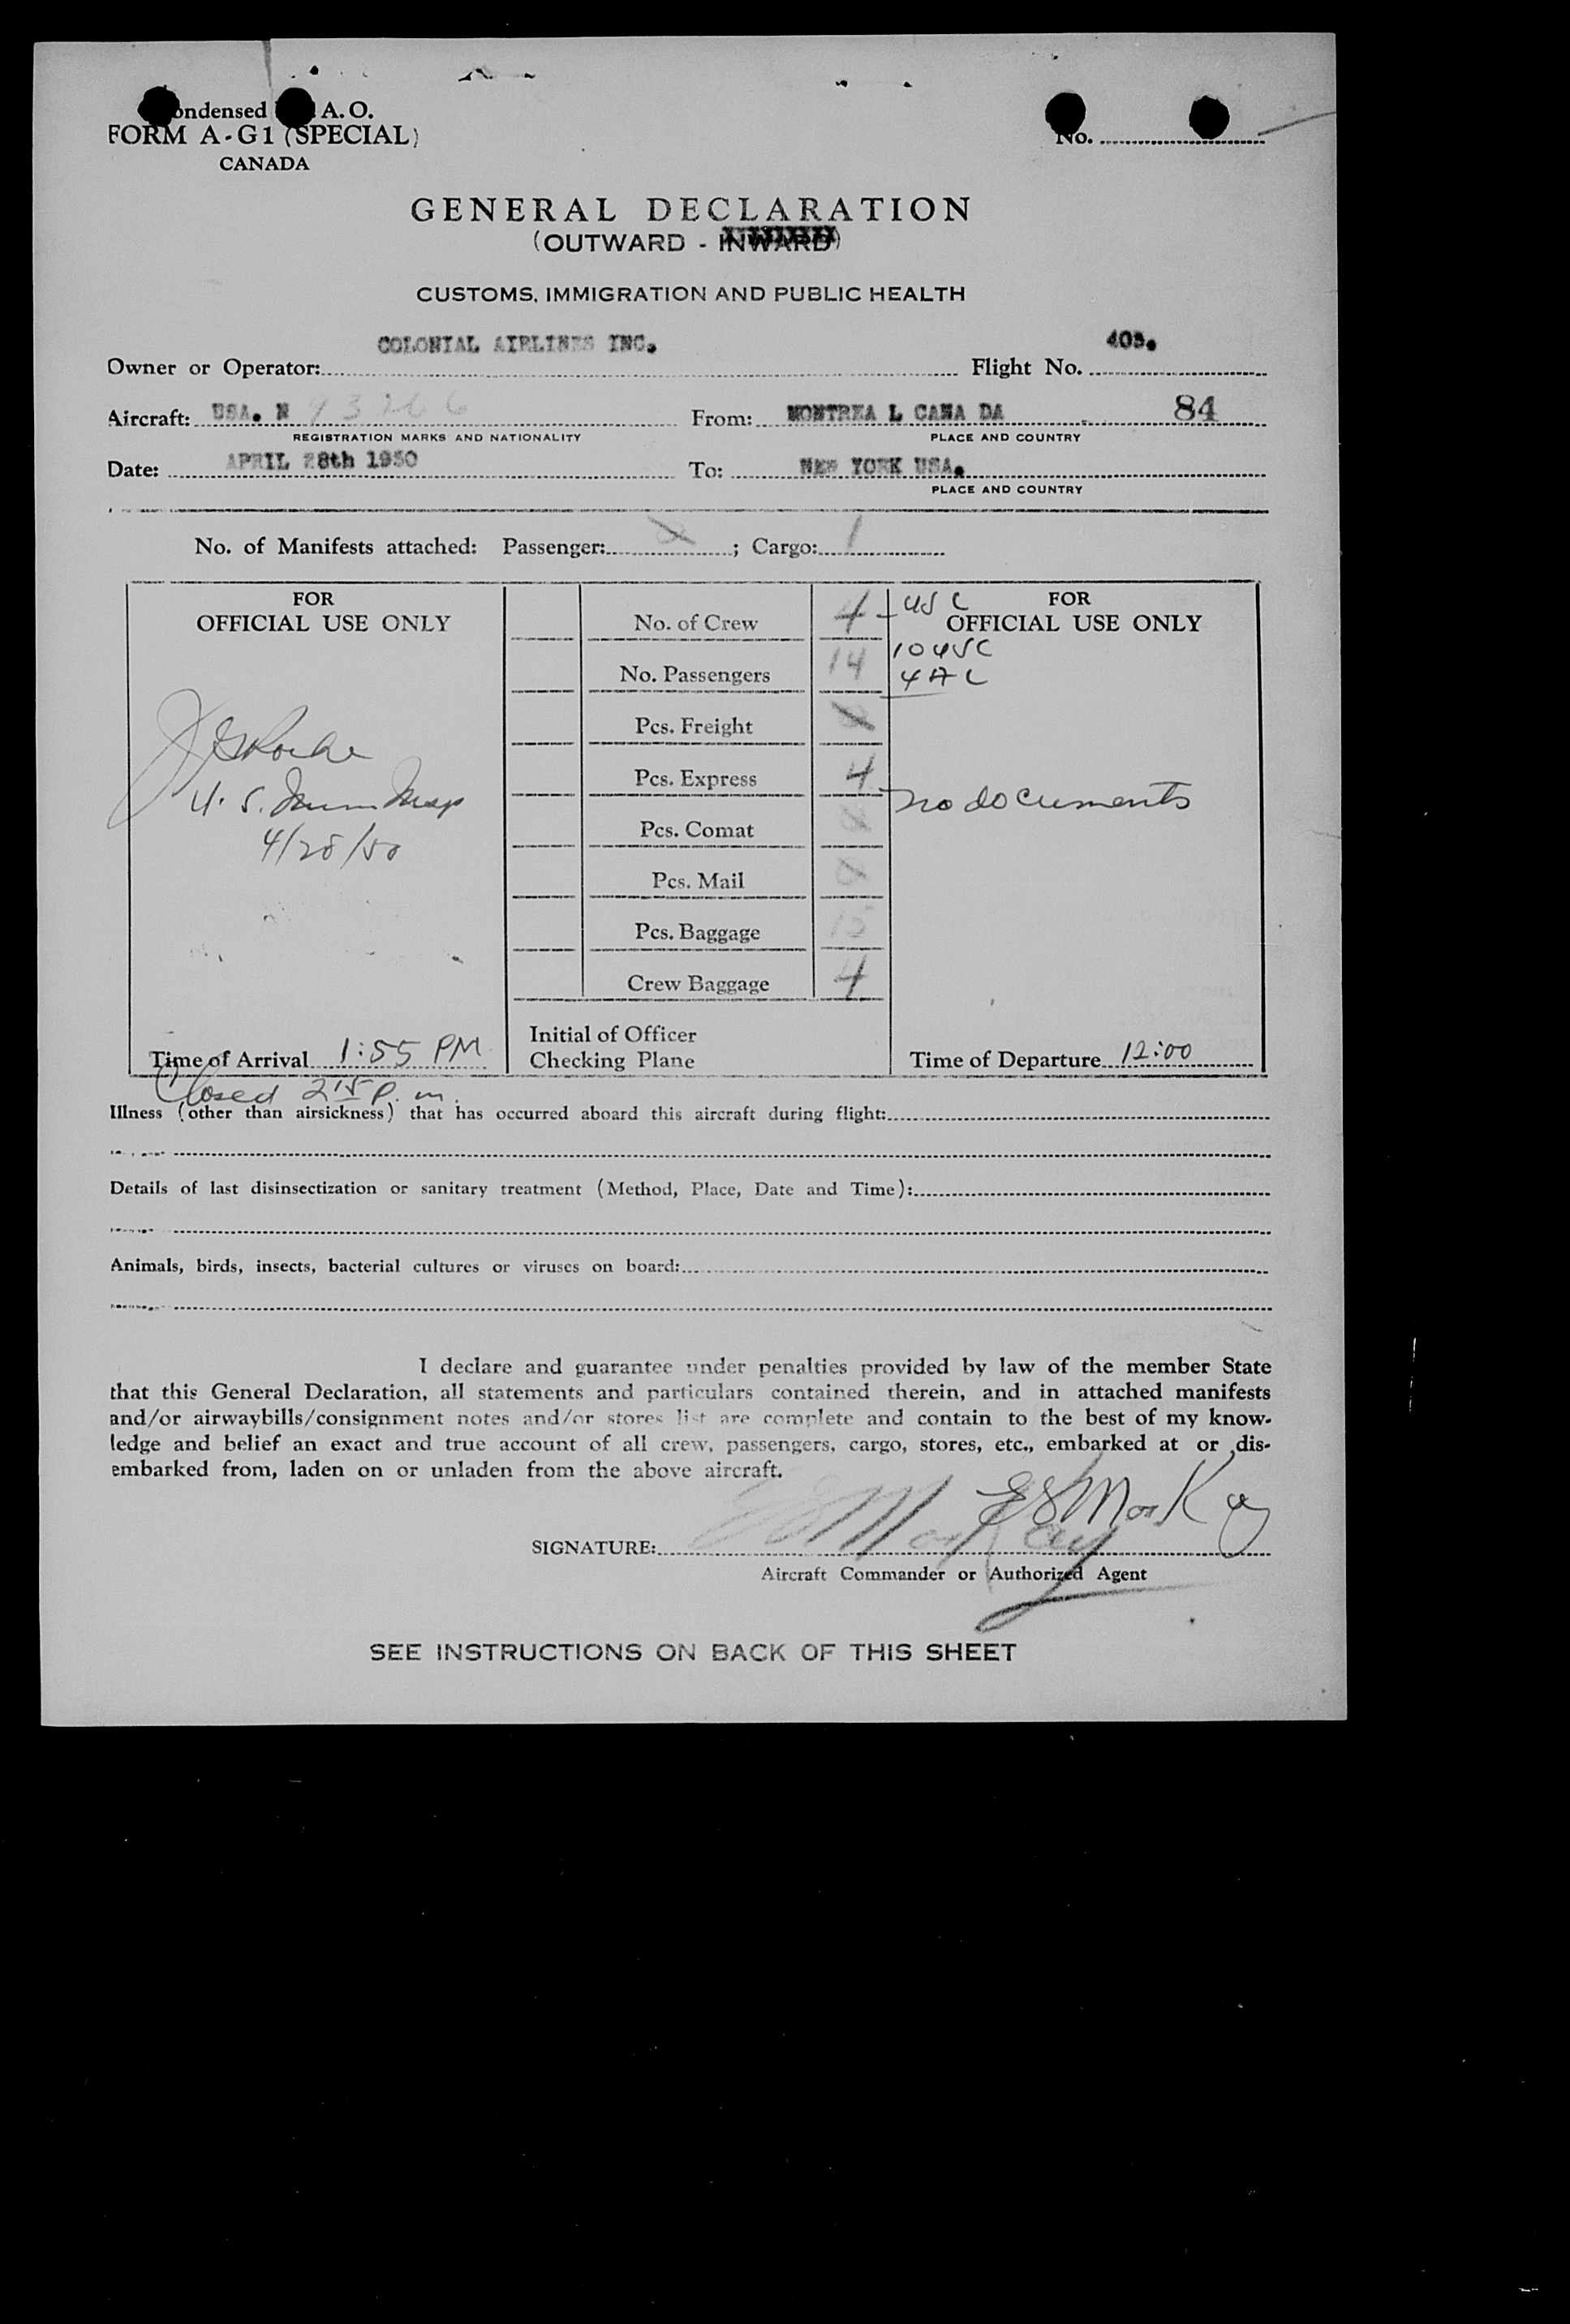 Condensed A. O.
FORM A-G1 (SPECIAL)
CANADA
No.
GENERAL DECLARATION
(OUTWARD - INWARD)
CUSTOMS, IMMIGRATION AND PUBLIC HEALTH
Owner or Operator: COLONIAL AIRLINES INC. Flight No.
Aircraft: USA. N From: MONTREA L CANA DA 84
REGISTRATION MARKS AND NATIONALITY PLACE AND COUNTRY
Date: APRIL 28th 1950 To: NEW YORK USA.
PLACE AND COUNTRY
No. of Manifests attached: Passenger: ; Cargo: 1
FOR
OFFICIAL USE ONLY
U. S.
4/28/50
Time of Arrival 1:55 PM
Closed 2 15 p. m.
No. of Crew 4
No. Passengers 14
Pcs. Freight
Pcs. Express 4
Pcs. Comat
Pcs. Mail
Pcs. Baggage 15
Crew Baggage 4
Initial of Officer
Checking Plane
- USC
FOR
OFFICIAL USE ONLY
10 USC
4 AC
no documents
Time of Departure 12:00
Illness (other than airsickness) that has occurred aboard this aircraft during flight:
Details of last disinsectization or sanitary treatment (Method, Place, Date and Time):
Animals, birds, insects, bacterial cultures or viruses on board:
I declare and guarantee under penalties provided by law of the member State
that this General Declaration, all statements and particulars contained therein, and in attached manifests
and/or airwaybills/consignment notes and/or stores list are complete and contain to the best of my know-
ledge and belief an exact and true account of all crew, passengers, cargo, stores, etc., embarked at or dis-
embarked from, laden on or unladen from the above aircraft.
SIGNATURE:
Aircraft Commander or Authorized Agent
SEE INSTRUCTIONS ON BACK OF THIS SHEET